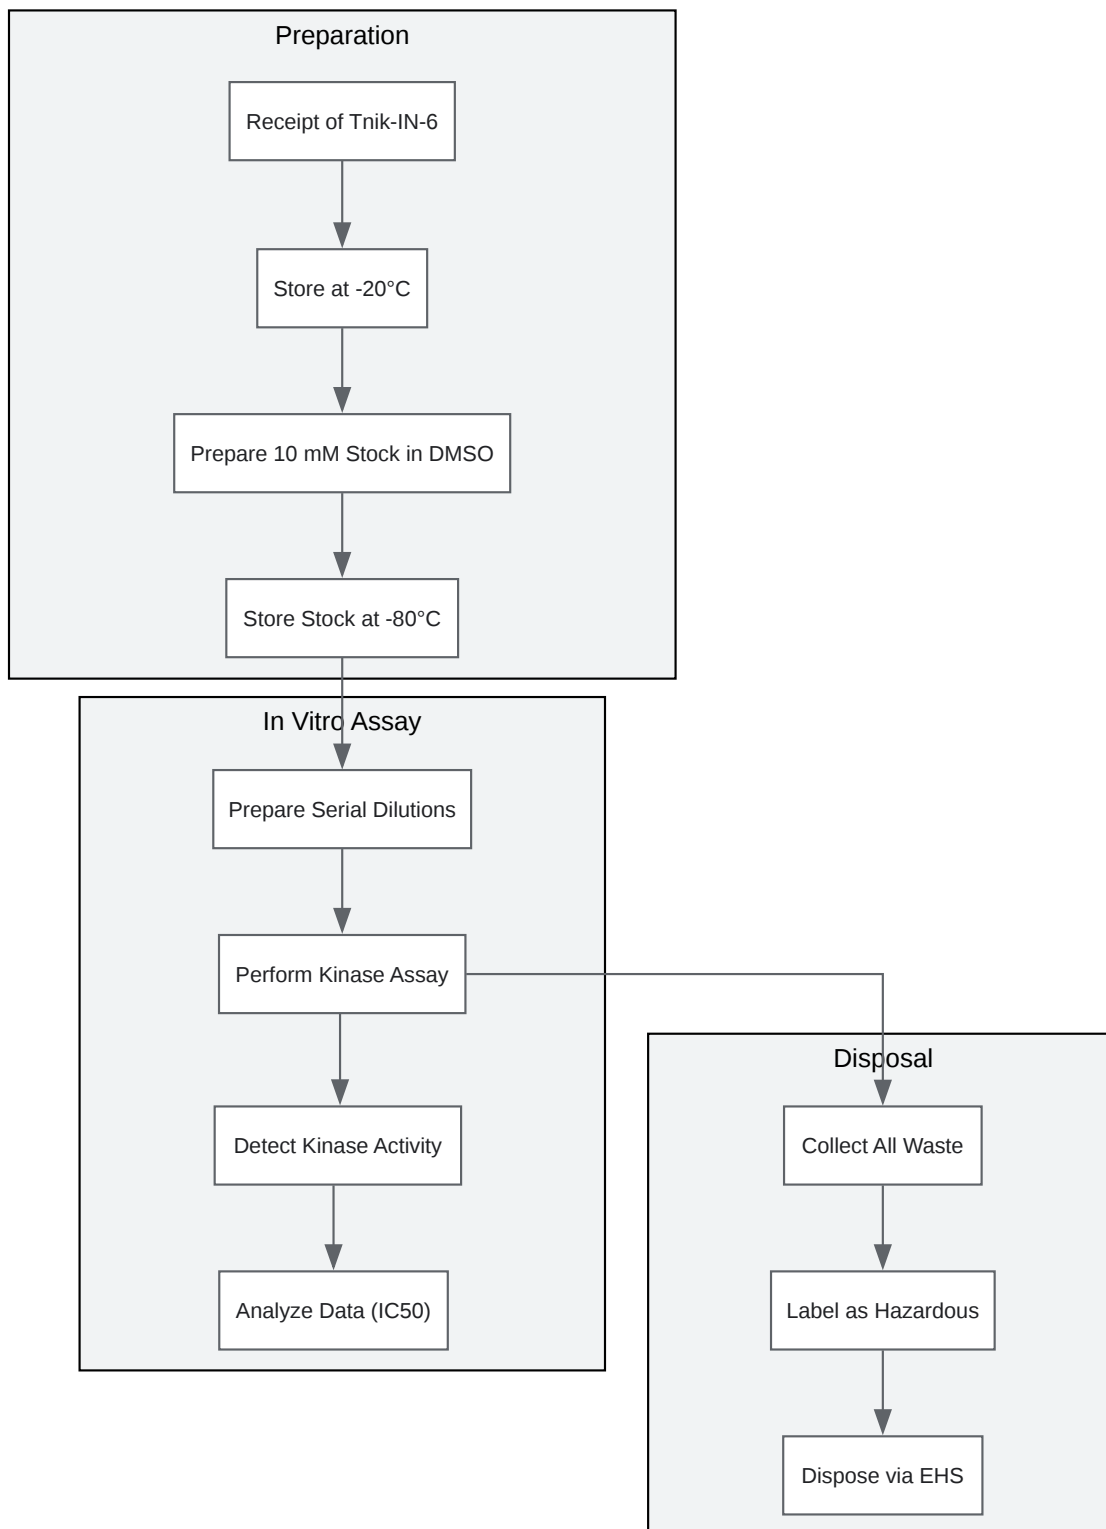 Preparation
Receipt of Tnik-IN-6
Store at -20°C
Prepare 10 mM Stock in DMSO
Store Stock at -80°C
In Vitro Assay
Prepare Serial Dilutions
Perform Kinase Assay
Detect Kinase Activity
Analyze Data (IC50)
Disposal
Collect All Waste
Label as Hazardous
Dispose via EHS